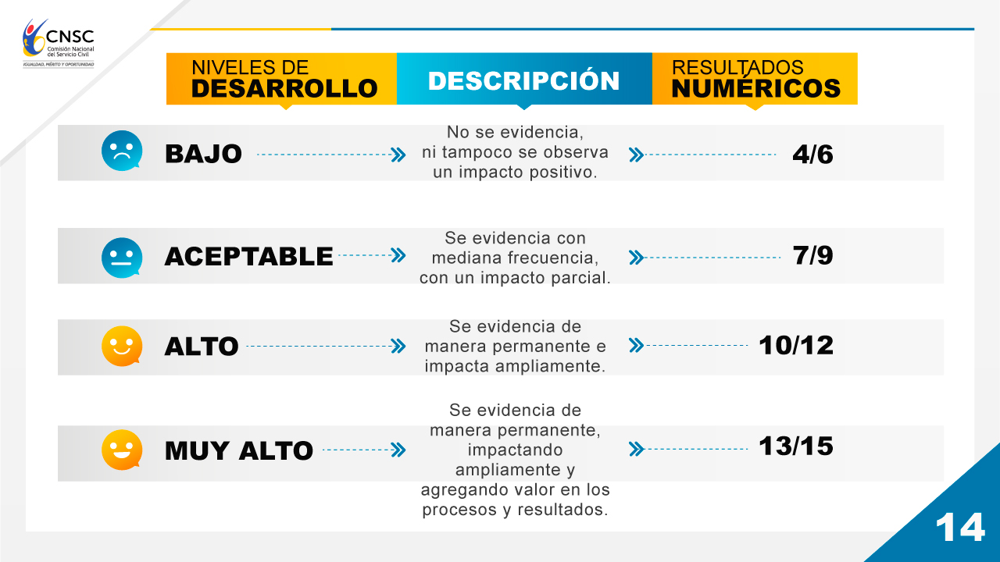 CNSC
Comisión Nacional
del Servicio Civil
IGUALDAD, MÉRITO Y OPORTUNIDAD
NIVELES DE
DESARROLLO
DESCRIPCIÓN
RESULTADOS
NUMÉRICOS
BAJO
No se evidencia,
ni tampoco se observa
un impacto positivo.
4/6
ACEPTABLE
Se evidencia con
mediana frecuencia,
con un impacto parcial.
7/9
ALTO
Se evidencia de
manera permanente e
impacta ampliamente.
10/12
MUY ALTO
Se evidencia de
manera permanente,
impactando
ampliamente y
agregando valor en los
procesos y resultados.
13/15
14